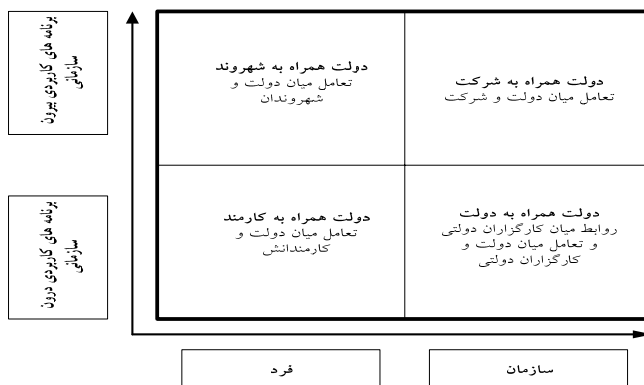 برنامه های کاربردی بیرون
سازمانی
دولت همراه به شهروند
تعامل میان دولت و
شهروندان
دولت همراه به شرکت
تعامل میان دولت و شرکت
برنامه های کاربردی درون
سازمانی
دولت همراه به کارمند
تعامل میان دولت و
کارمندانش
دولت همراه به دولت
روابط میان کارگزاران دولتی
و تعامل میان دولت و
کارگزاران دولتی
فرد
سازمان